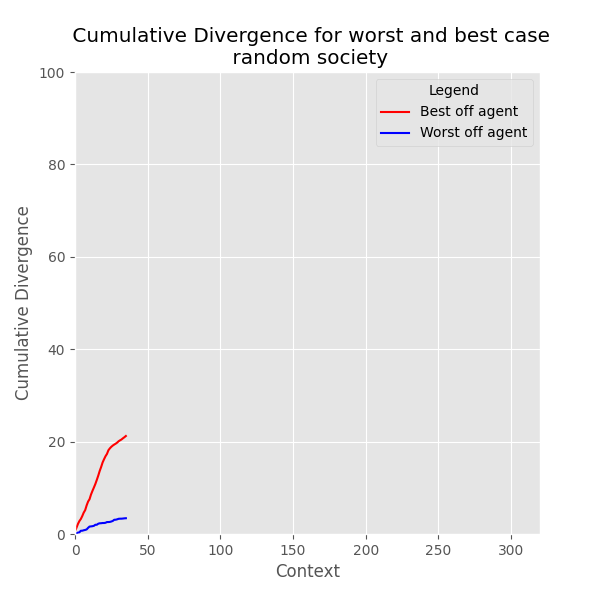 Cumulative Divergence for worst and best case
random society
100
80
60
40
20
0
Cumulative Divergence
Legend
Best off agent
Worst off agent
0 50 100 150 200 250 300
Context